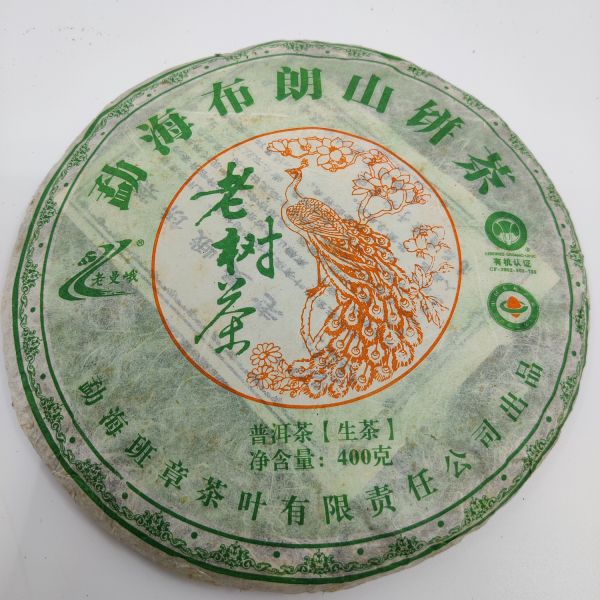 勐海布朗山饼茶
老树茶
老曼峨
®
有机认证
普洱茶【生茶】
净含量：400克
勐海班章茶叶有限责任公司出品